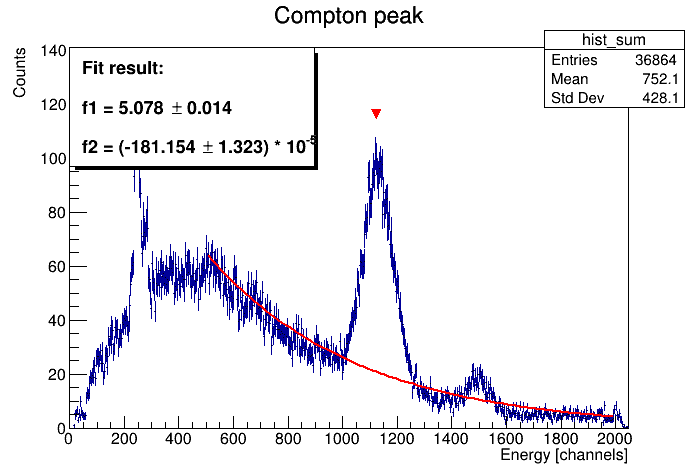 Compton peak
hist_sum
Entries 36864
Mean 752.1
Std Dev 428.1
Counts
140
120
100
80
60
40
20
0
Fit result:
f1 = 5.078 ± 0.014
f2 = (-181.154 ± 1.323) * 10^-5
0 200 400 600 800 1000 1200 1400 1600 1800 2000
Energy [channels]